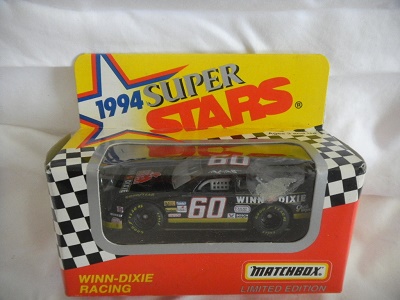 1994 SUPER
STARS®
60
WINN DIXIE
60
WINN-DIXIE
RACING
MATCHBOX
LIMITED EDITION